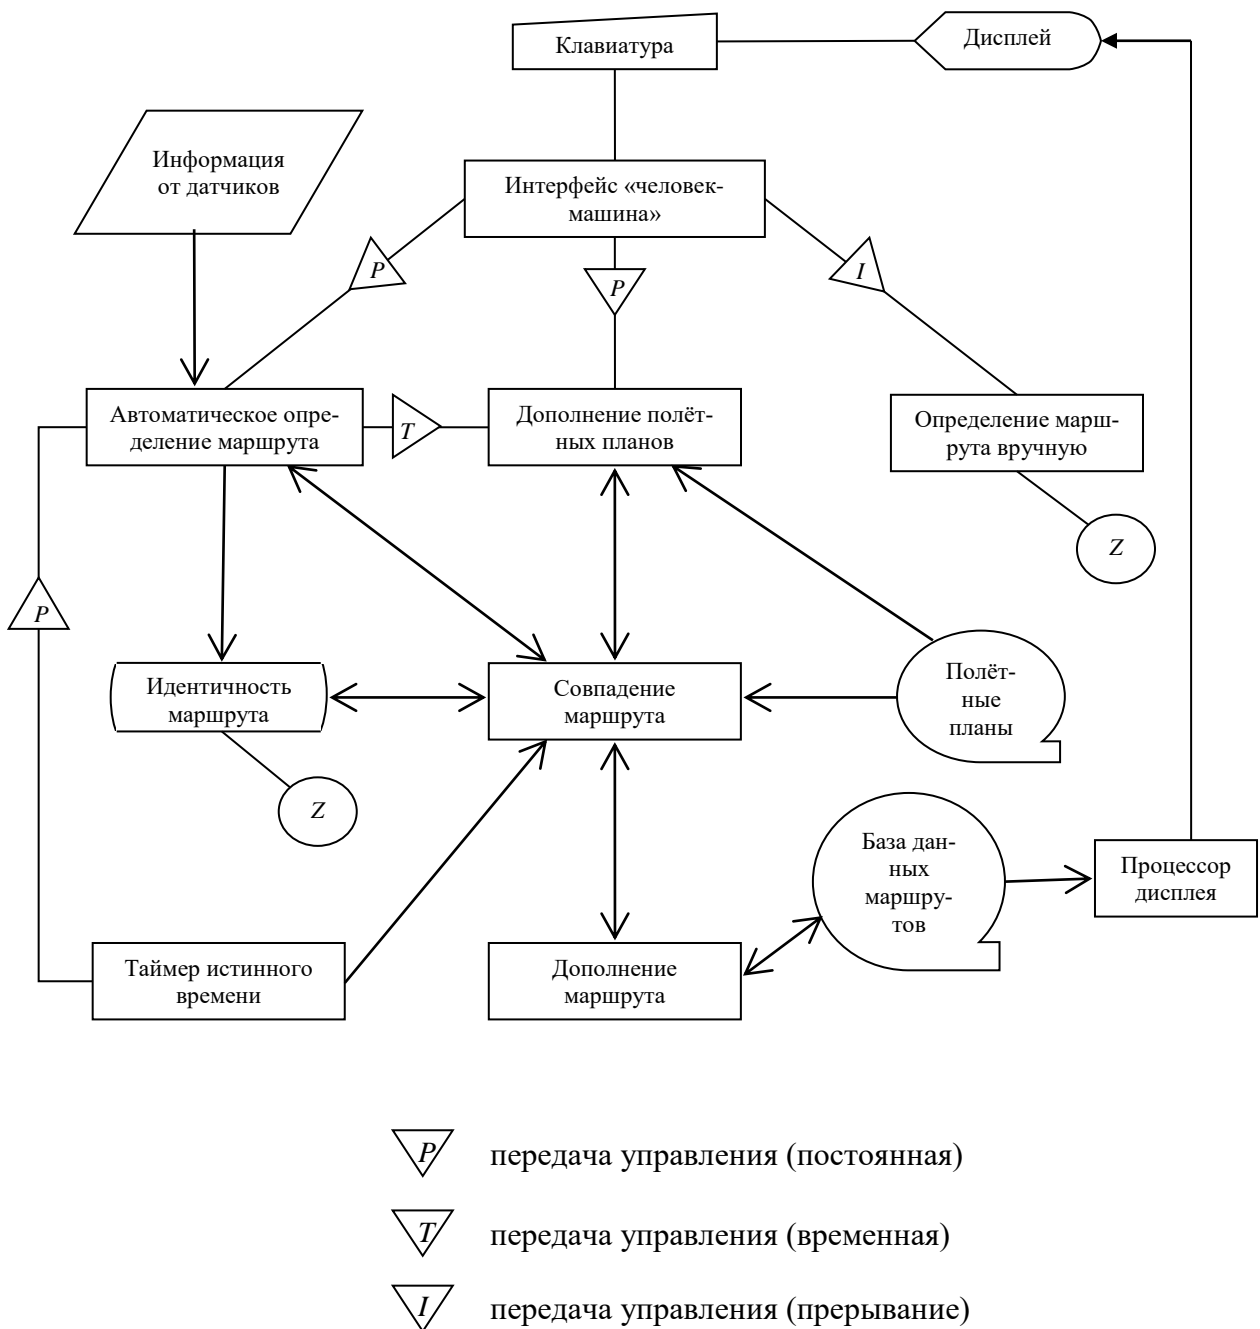 Клавиатура
Дисплей
Информация
от датчиков
Интерфейс «человек-
машина»
P
P
I
Автоматическое опре-
деление маршрута
T
Дополнение полёт-
ных планов
Определение марш-
рута вручную
Z
P
Идентичность
маршрута
Совпадение
маршрута
Полёт-
ные
планы
Z
База дан-
ных
маршру-
тов
Процессор
дисплея
Таймер истинного
времени
Дополнение
маршрута
P передача управления (постоянная)
T передача управления (временная)
I передача управления (прерывание)